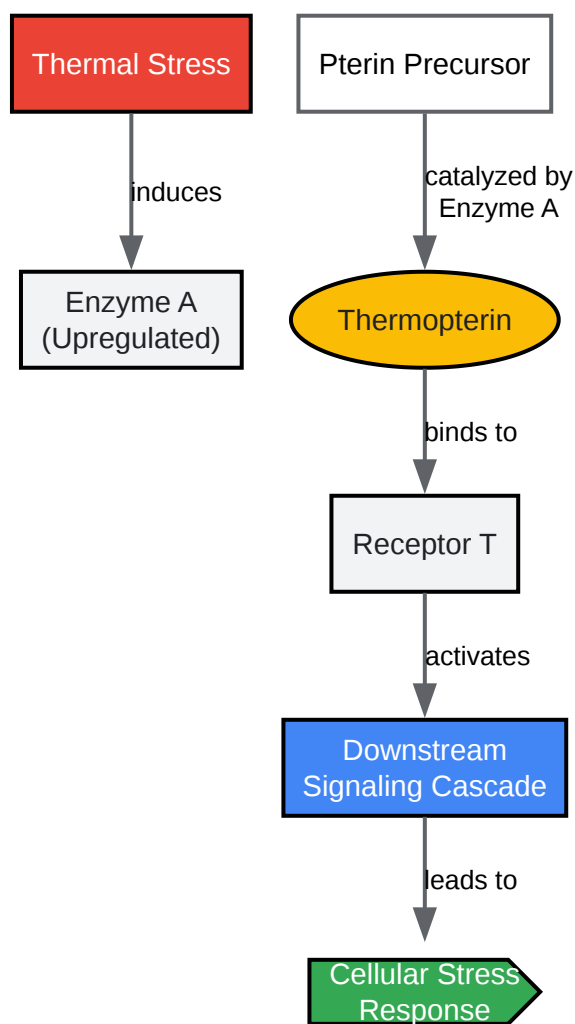 Thermal Stress
Pterin Precursor
induces
catalyzed by
Enzyme A
Enzyme A
(Upregulated)
Thermopterin
binds to
Receptor T
activates
Downstream
Signaling Cascade
leads to
Cellular Stress
Response